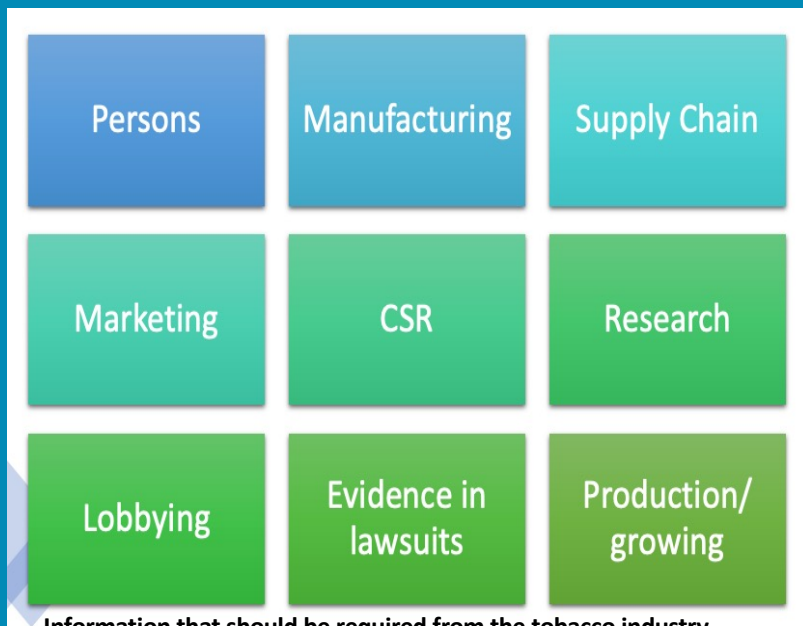 Persons
Manufacturing
Supply Chain
Marketing
CSR
Research
Lobbying
Evidence in
lawsuits
Production/
growing
Information that should be required from the tobacco industry